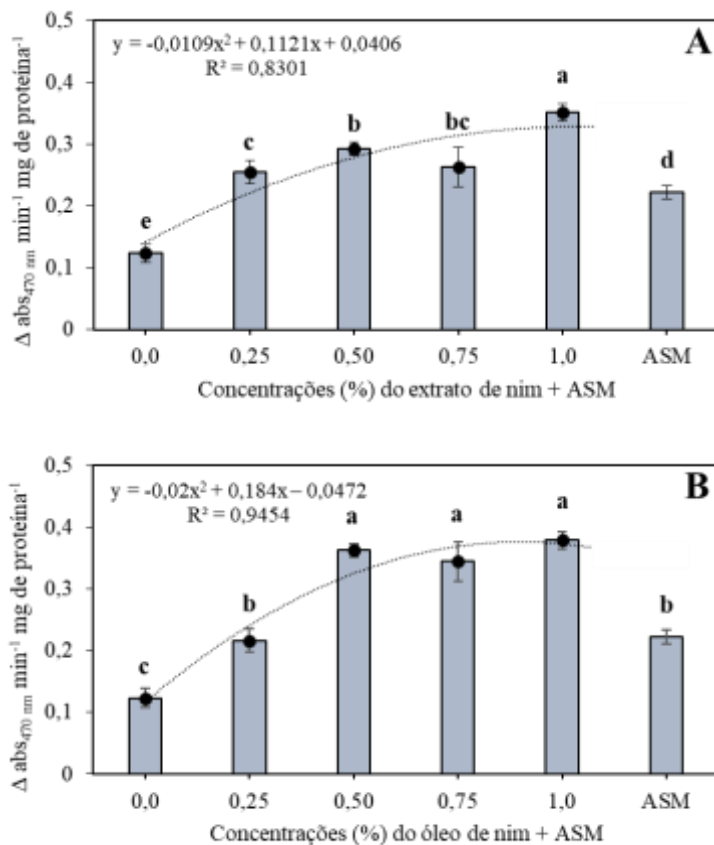 A
y = -0,0109x² + 0,1121x + 0,0406
R² = 0,8301
0,5
0,4
0,3
0,2
0,1
0
e
c
b
bc
a
d
Δ abs470 nm min⁻¹ mg de proteína⁻¹
0,0 0,25 0,50 0,75 1,0 ASM
Concentrações (%) do extrato de nim + ASM
B
y = -0,02x² + 0,184x – 0,0472
R² = 0,9454
0,5
0,4
0,3
0,2
0,1
0
c
b
a
a
a
b
Δ abs470 nm min⁻¹ mg de proteína⁻¹
0,0 0,25 0,50 0,75 1,0 ASM
Concentrações (%) do óleo de nim + ASM